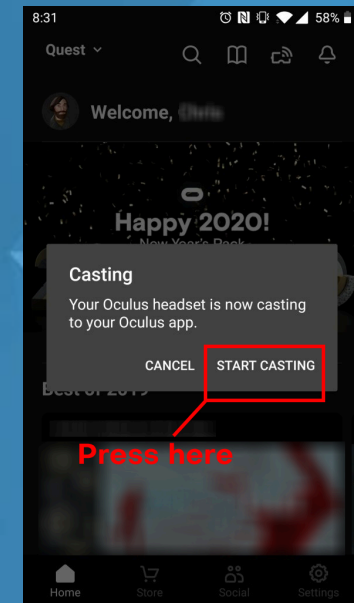 8:31
58%
Quest
Welcome,
Happy 2020!
New Year's Pack
Casting
Your Oculus headset is now casting
to your Oculus app.
CANCEL
START CASTING
Best of 2019
Press here
Home
Store
Social
Settings